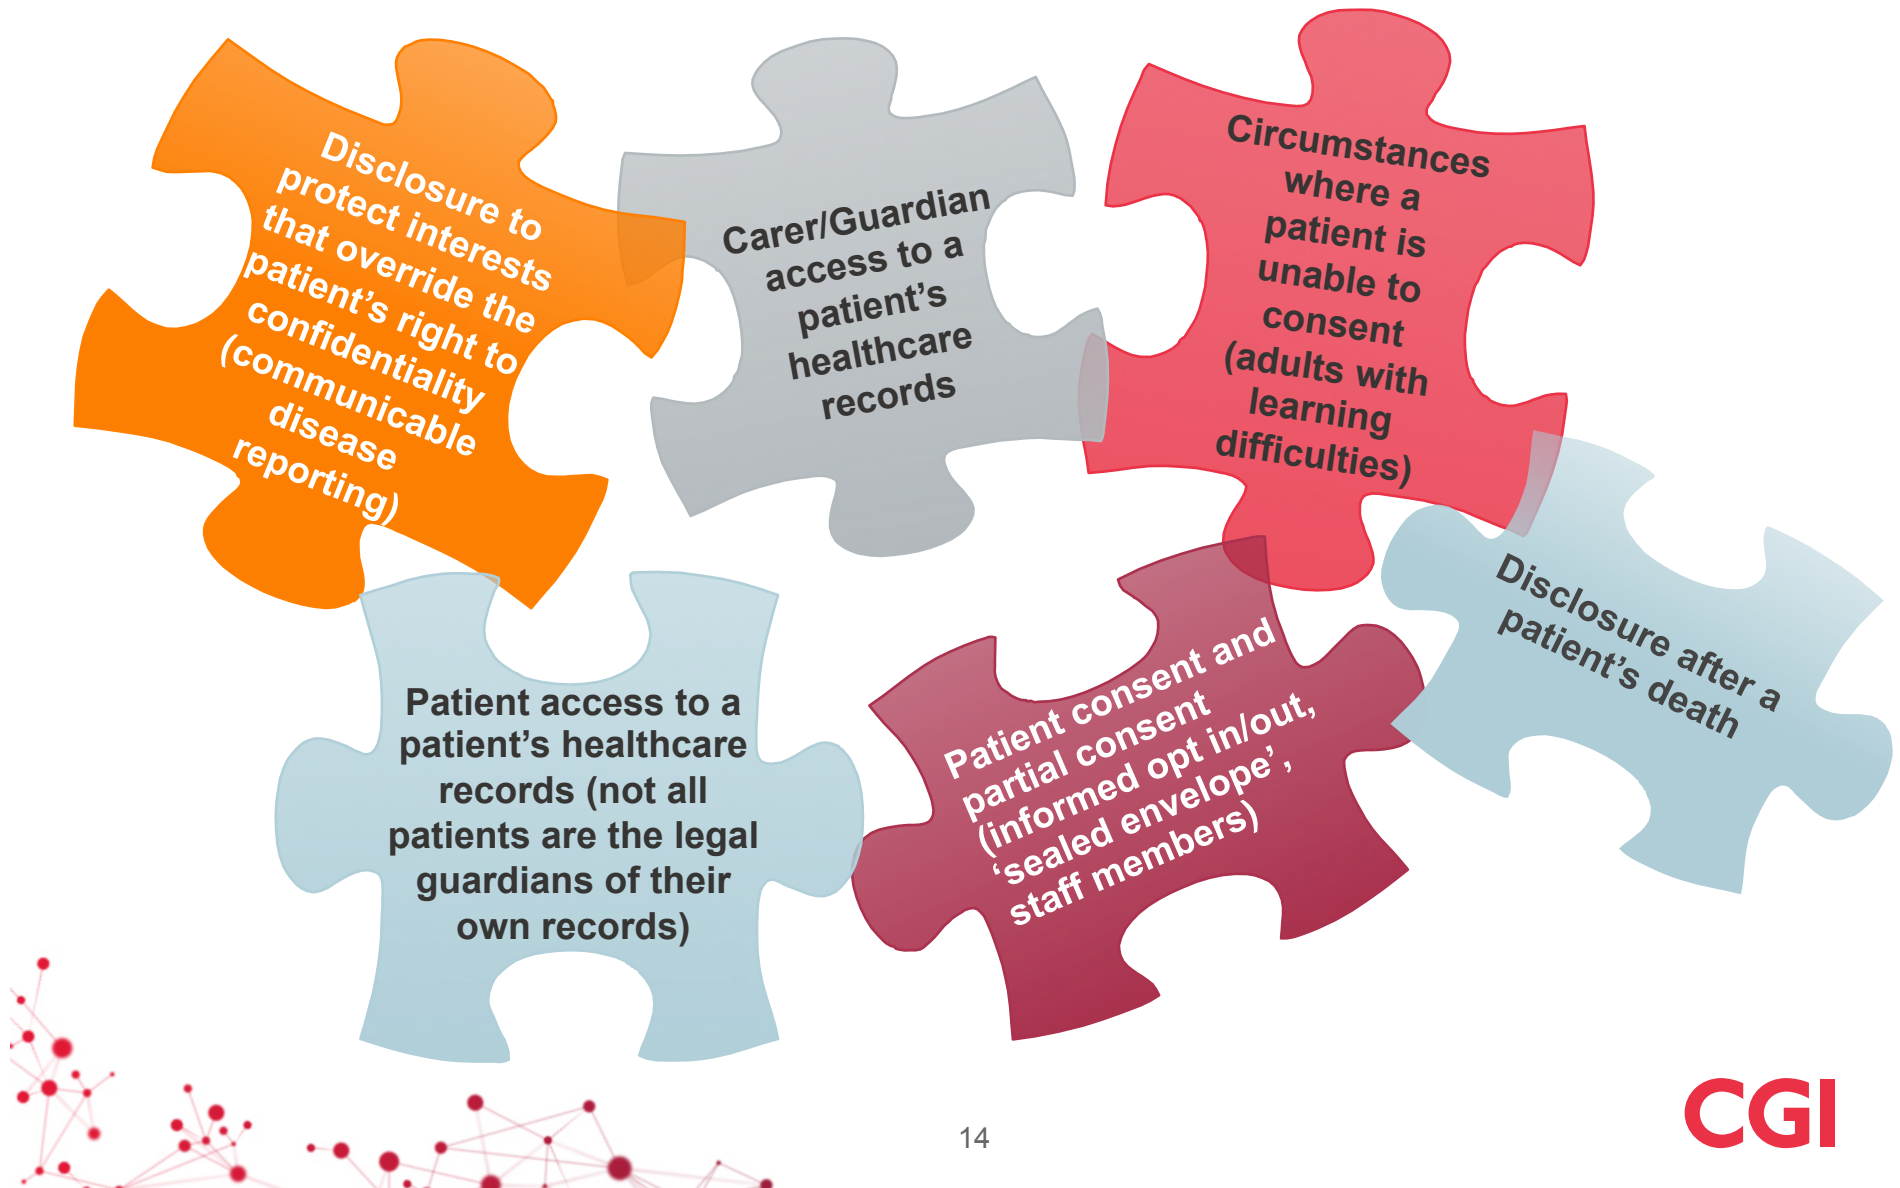 Disclosure to
protect interests
that override the
patient’s right to
confidentiality
(communicable
disease
reporting)
Carer/Guardian
access to a
patient’s
healthcare
records
Circumstances
where a
patient is
unable to
consent
(adults with
learning
difficulties)
Patient access to a
patient’s healthcare
records (not all
patients are the legal
guardians of their
own records)
Patient consent and
partial consent
(informed opt in/out,
‘sealed envelope’,
staff members)
Disclosure after a
patient’s death
14
CGI